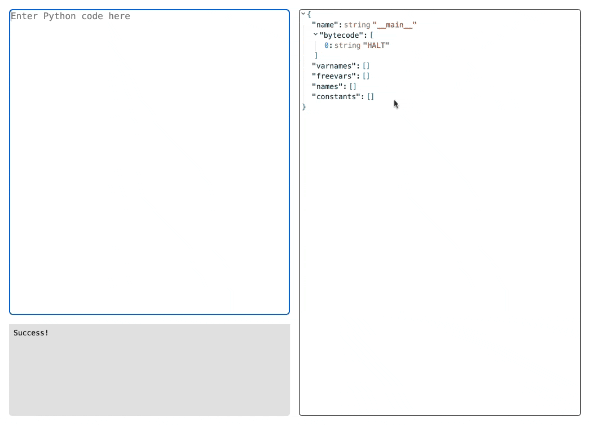 Enter Python code here
Success!
{
"name": string "__main__"
"bytecode": [
0: string "HALT"
]
"varnames": []
"freevars": []
"names": []
"constants": []
}